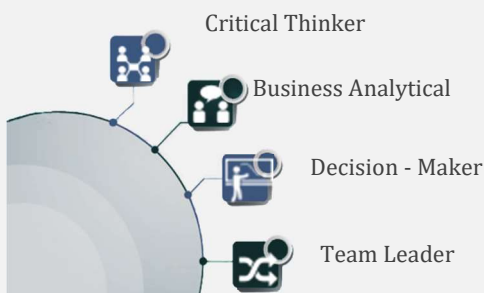 Critical Thinker
Business Analytical
Decision - Maker
Team Leader